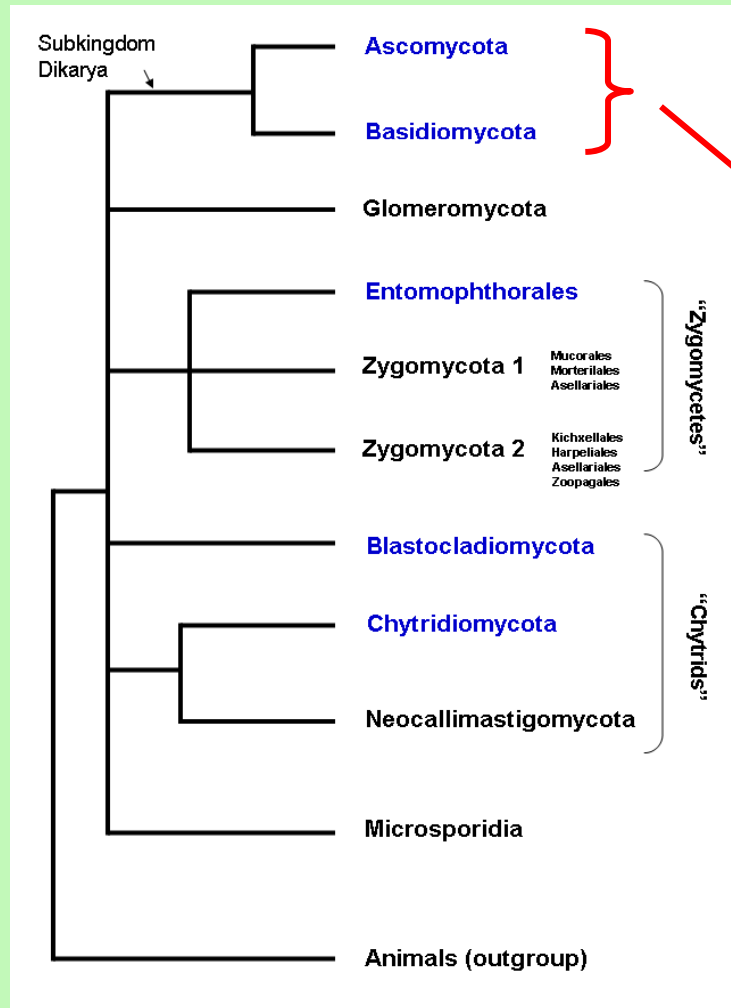 Subkingdom
Dikarya
Ascomycota
Basidiomycota
Glomeromycota
Entomophthorales
Zygomycota 1
Mucorales
Morterilales
Asellariales
Zygomycota 2
Kichxellales
Harpeliales
Asellariales
Zoopagales
“Zygomycetes”
Blastocladiomycota
Chytridiomycota
Neocallimastigomycota
“Chytrids”
Microsporidia
Animals (outgroup)